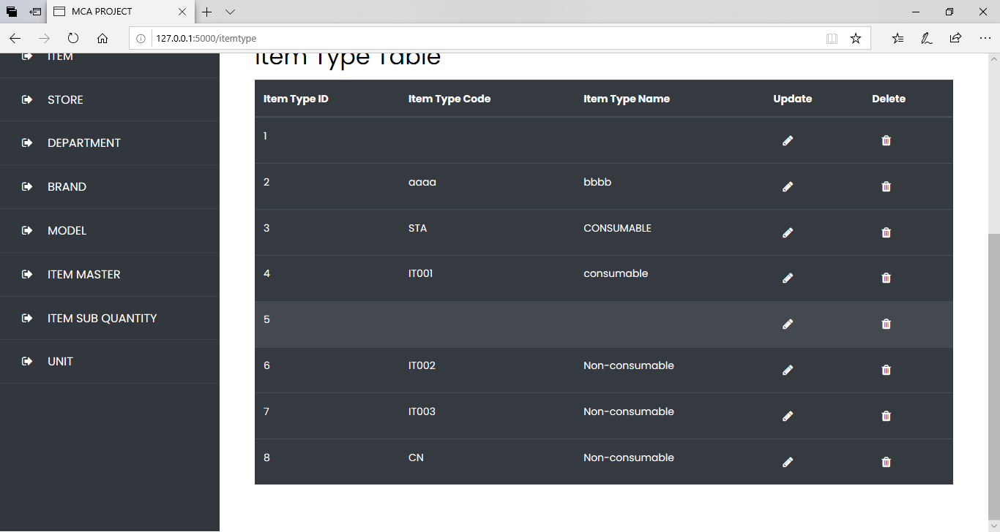 MCA PROJECT
127.0.0.1:5000/itemtype
ITEM
STORE
DEPARTMENT
BRAND
MODEL
ITEM MASTER
ITEM SUB QUANTITY
UNIT
Item Type Table
Item Type ID Item Type Code Item Type Name Update Delete
1
2 aaaa bbbb
3 STA CONSUMABLE
4 IT001 consumable
5
6 IT002 Non-consumable
7 IT003 Non-consumable
8 CN Non-consumable